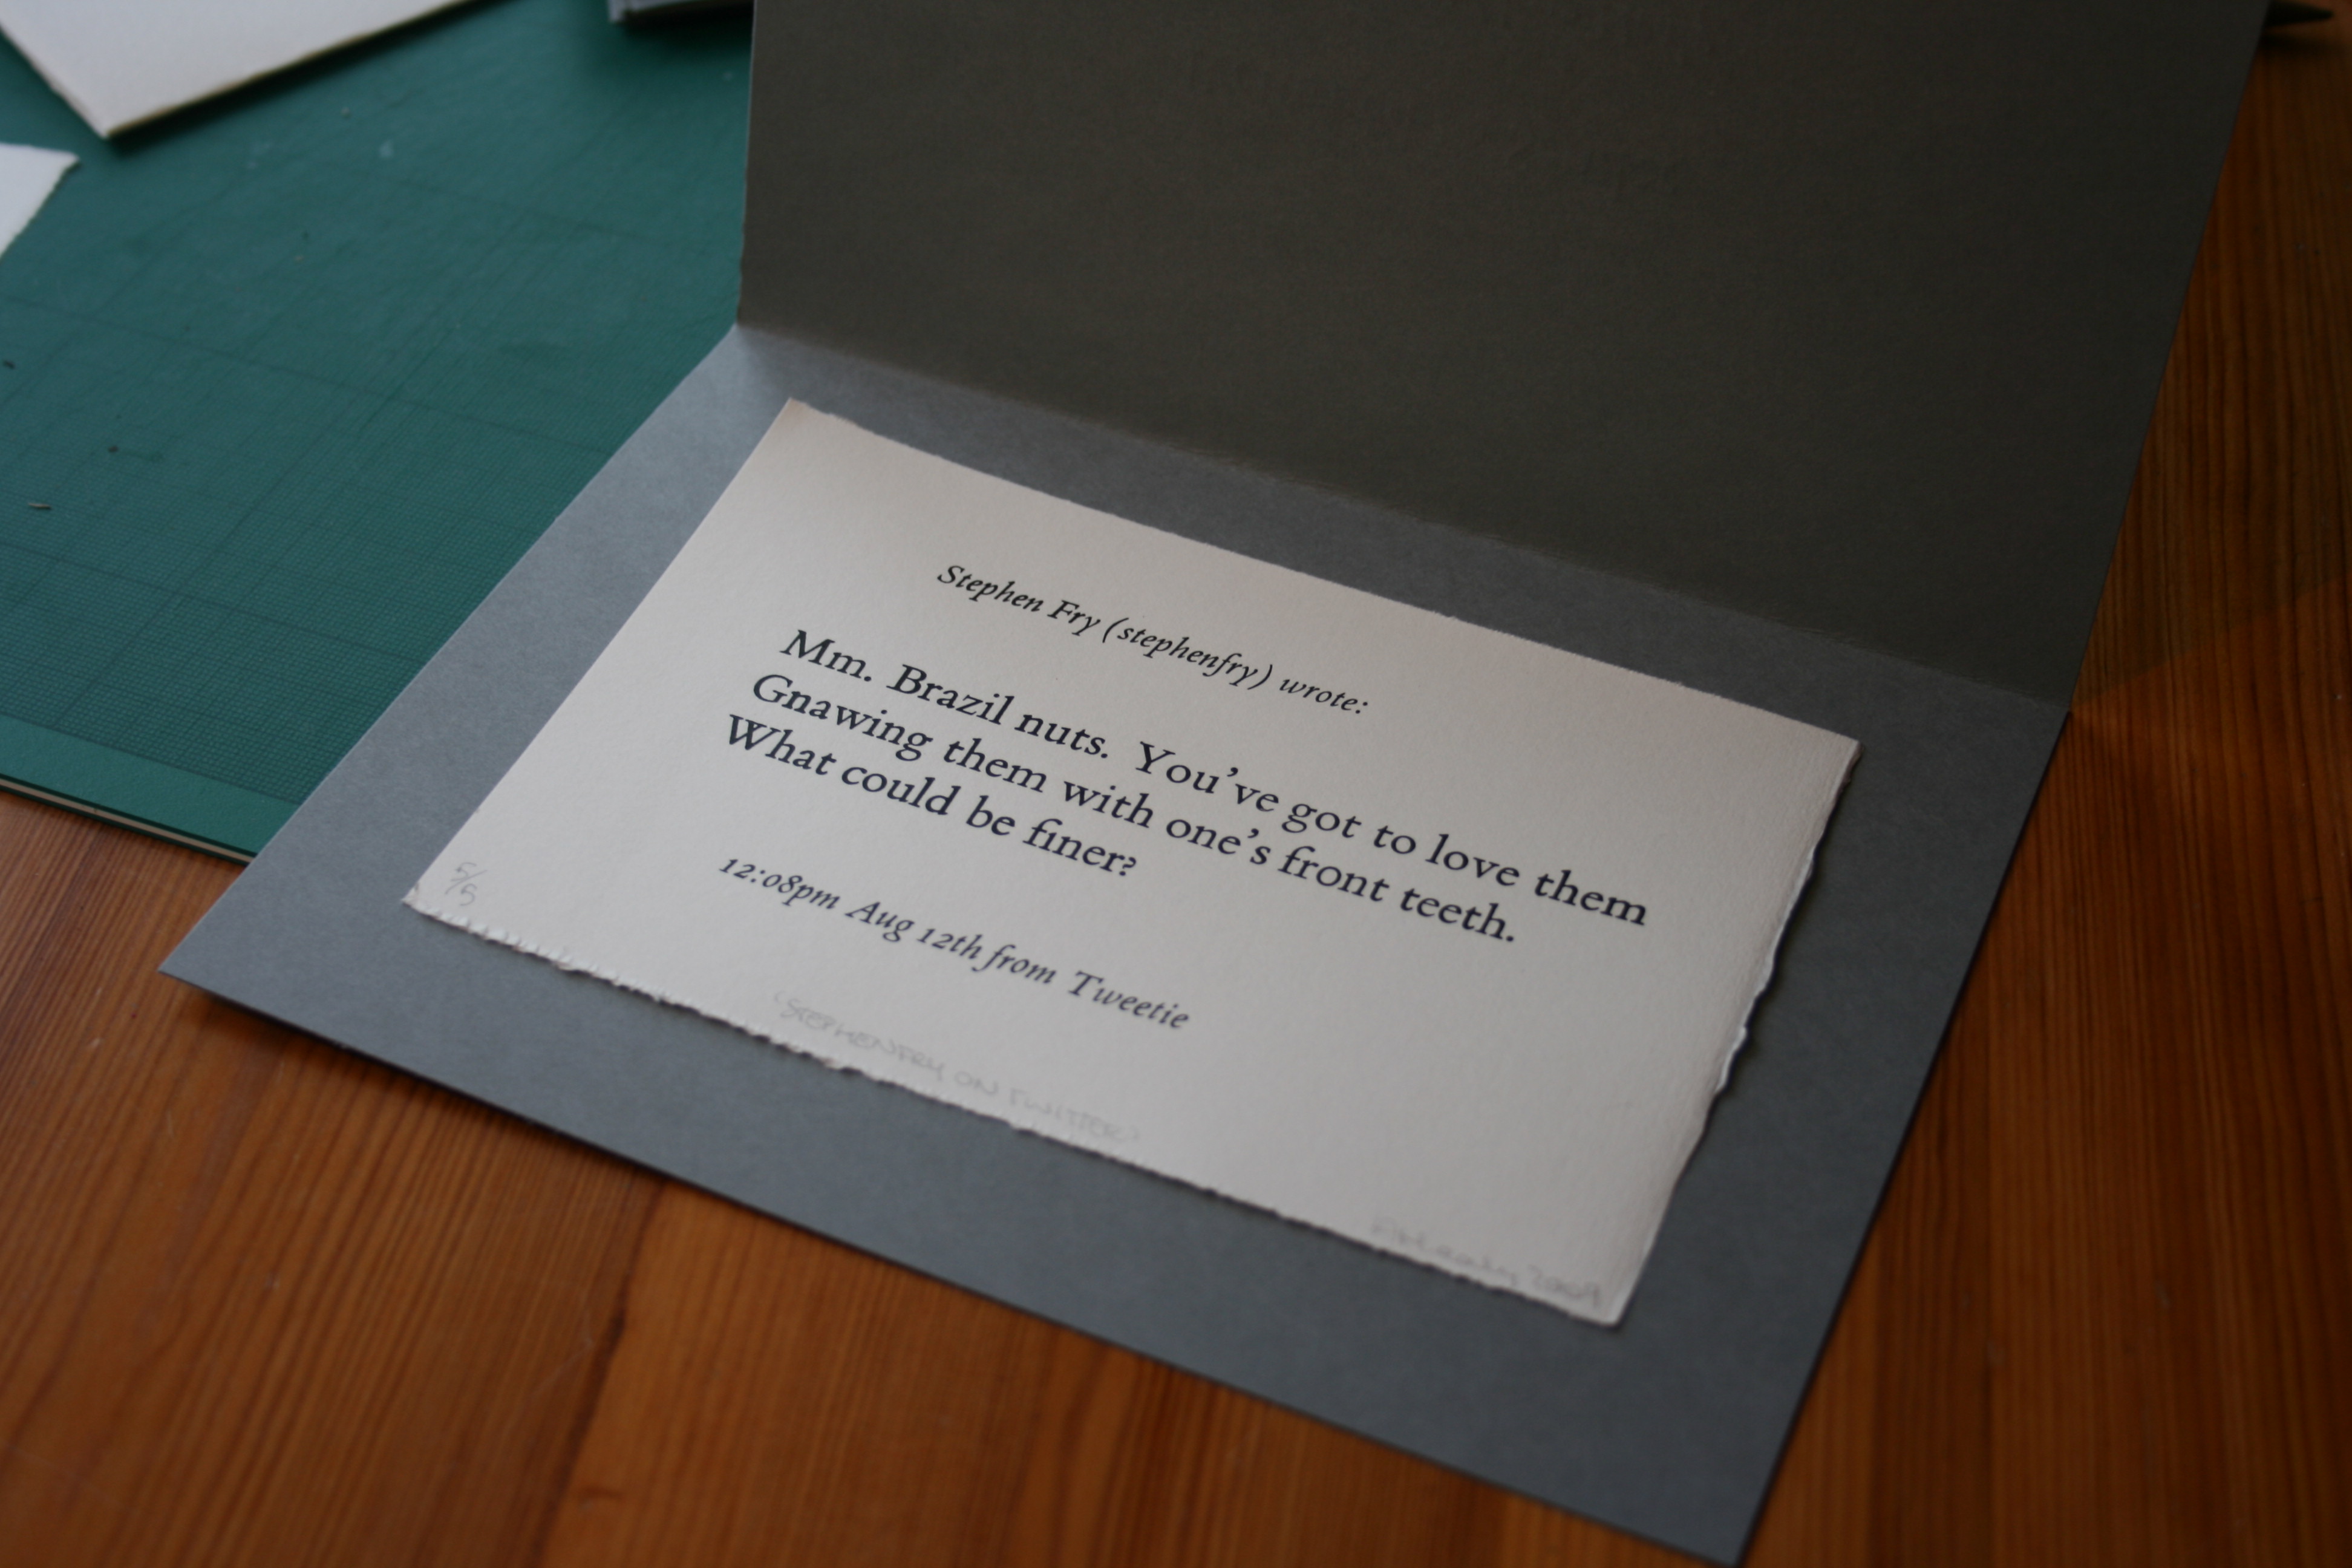 Stephen Fry (stephenfry) wrote:
Mm. Brazil nuts. You've got to love them
Gnawing them with one's front teeth.
What could be finer?
12:08pm Aug 12th from Tweetie
5/5
(STEPHENFRY ON TWITTER)
2009